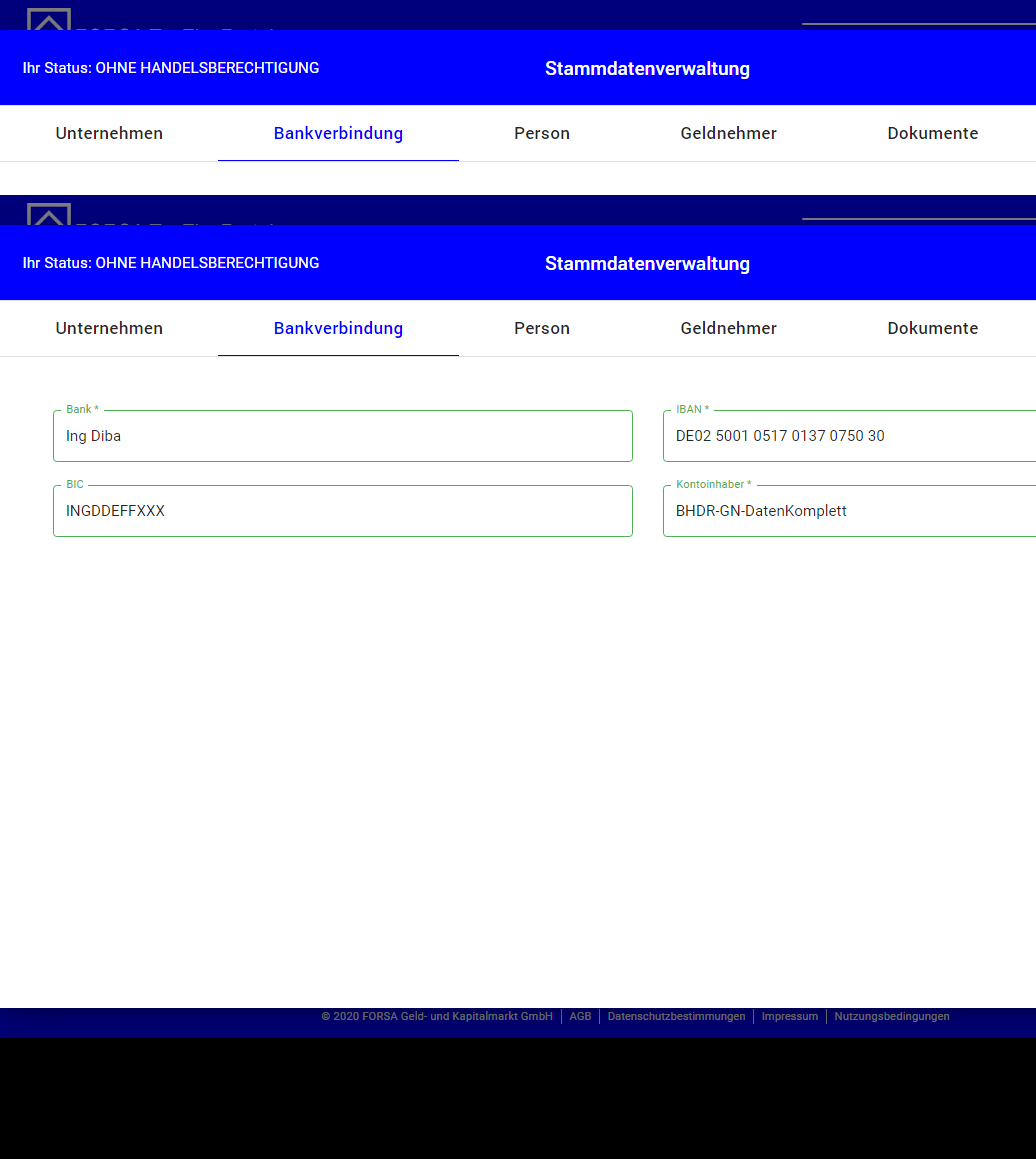 Ihr Status: OHNE HANDELSBERECHTIGUNG Stammdatenverwaltung
Unternehmen Bankverbindung Person Geldnehmer Dokumente
Ihr Status: OHNE HANDELSBERECHTIGUNG Stammdatenverwaltung
Unternehmen Bankverbindung Person Geldnehmer Dokumente
Bank * IBAN *
Ing Diba DE02 5001 0517 0137 0750 30
BIC Kontoinhaber *
INGDDEFFXXX BHDR-GN-DatenKomplett
© 2020 FORSA Geld- und Kapitalmarkt GmbH | AGB | Datenschutzbestimmungen | Impressum | Nutzungsbedingungen